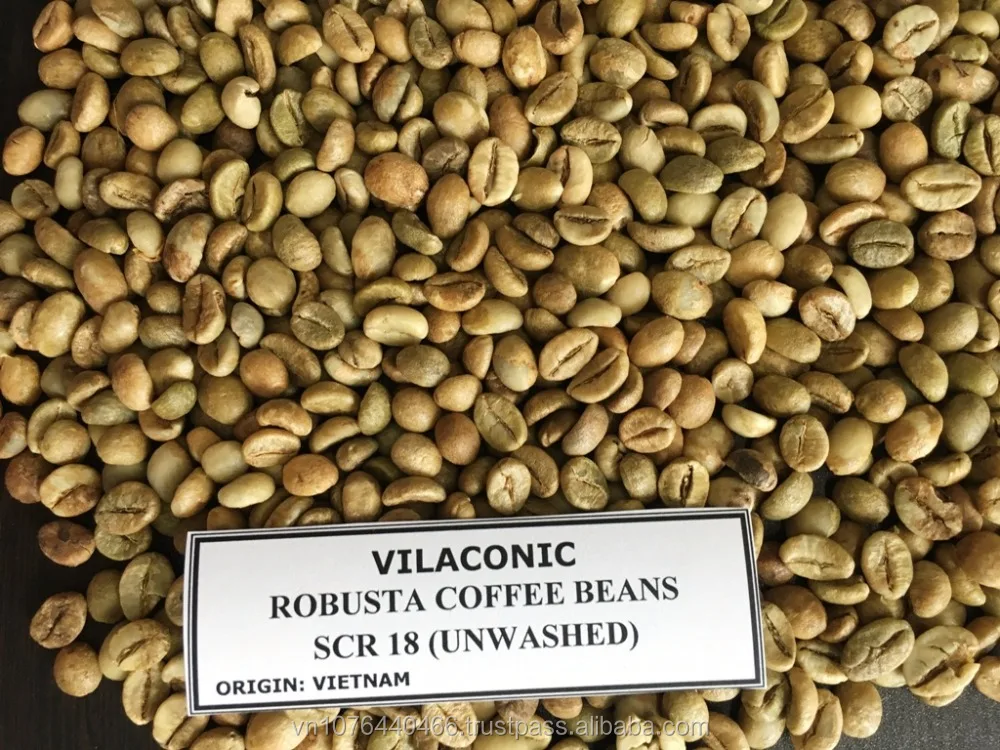 VILACONIC
ROBUSTA COFFEE BEANS
SCR 18 (UNWASHED)
ORIGIN: VIETNAM
vn1076449466.trustpass.alibaba.com